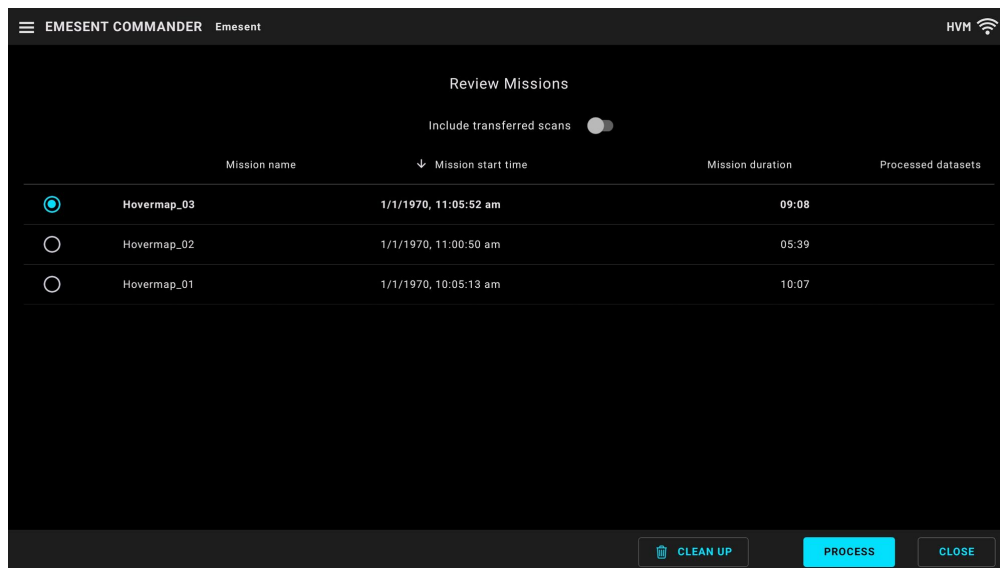 EMESENT COMMANDER Emesent HVM
Review Missions
Include transferred scans
Mission name Mission start time Mission duration Processed datasets
Hovermap_03 1/1/1970, 11:05:52 am 09:08
Hovermap_02 1/1/1970, 11:00:50 am 05:39
Hovermap_01 1/1/1970, 10:05:13 am 10:07
CLEAN UP PROCESS CLOSE